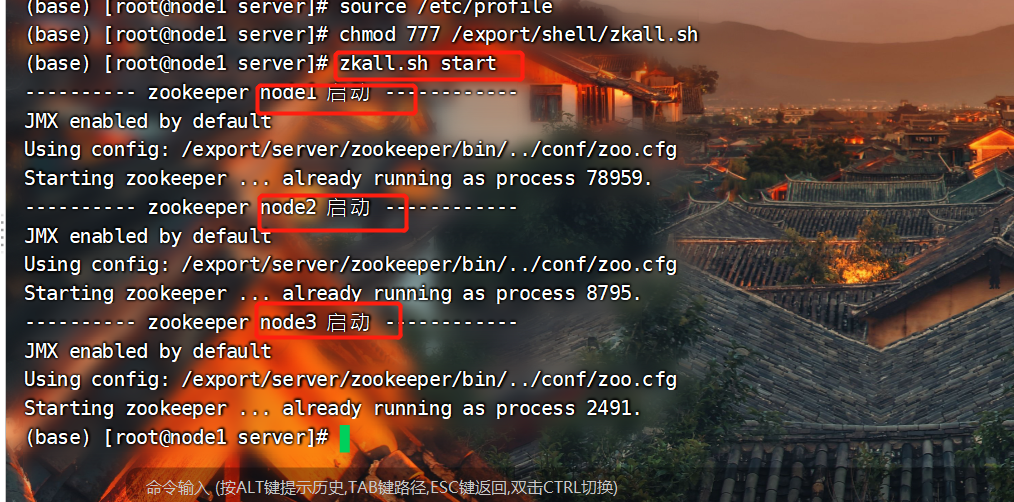 (base) [root@node1 server]# source /etc/profile
(base) [root@node1 server]# chmod 777 /export/shell/zkall.sh
(base) [root@node1 server]# zkall.sh start
---------- zookeeper node1 启动 ------------
JMX enabled by default
Using config: /export/server/zookeeper/bin/../conf/zoo.cfg
Starting zookeeper ... already running as process 78959.
---------- zookeeper node2 启动 ------------
JMX enabled by default
Using config: /export/server/zookeeper/bin/../conf/zoo.cfg
Starting zookeeper ... already running as process 8795.
---------- zookeeper node3 启动 ------------
JMX enabled by default
Using config: /export/server/zookeeper/bin/../conf/zoo.cfg
Starting zookeeper ... already running as process 2491.
(base) [root@node1 server]#
命令输入 (按ALT键提示历史,TAB键路径,ESC键返回,双击CTRL切换)